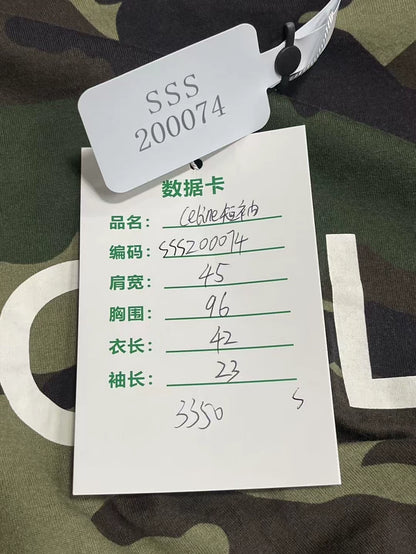 SSS
200074
数据卡
品名： Celine短袖
编码： SSS200074
肩宽： 45
胸围： 96
衣长： 42
袖长： 23
3350 S